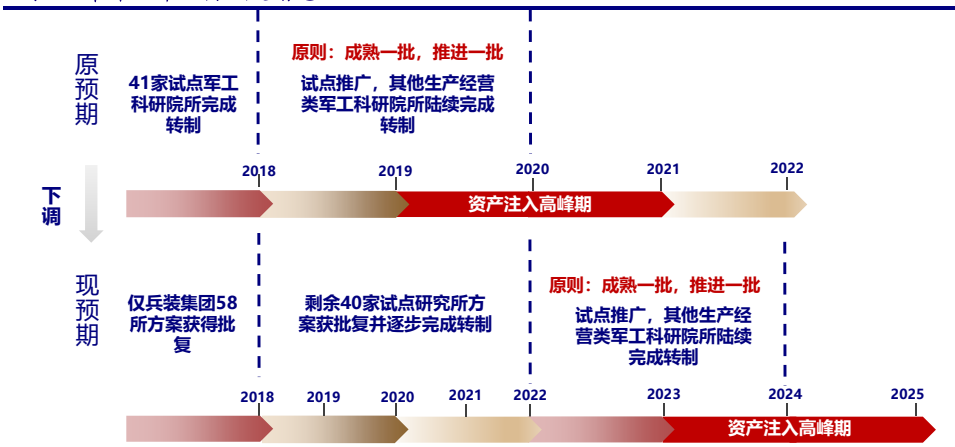 原预期
41家试点军工
科研院所完成
转制
原则：成熟一批，推进一批
试点推广，其他生产经营
类军工科研院所陆续完成
转制
2018
2019
2020
2021
2022
资产注入高峰期
下调
现预期
仅兵装集团58
所方案获得批
复
剩余40家试点研究所方
案获批复并逐步完成转制
原则：成熟一批，推进一批
试点推广，其他生产经
营类军工科研院所陆续
完成转制
2018
2019
2020
2021
2022
2023
2024
2025
资产注入高峰期